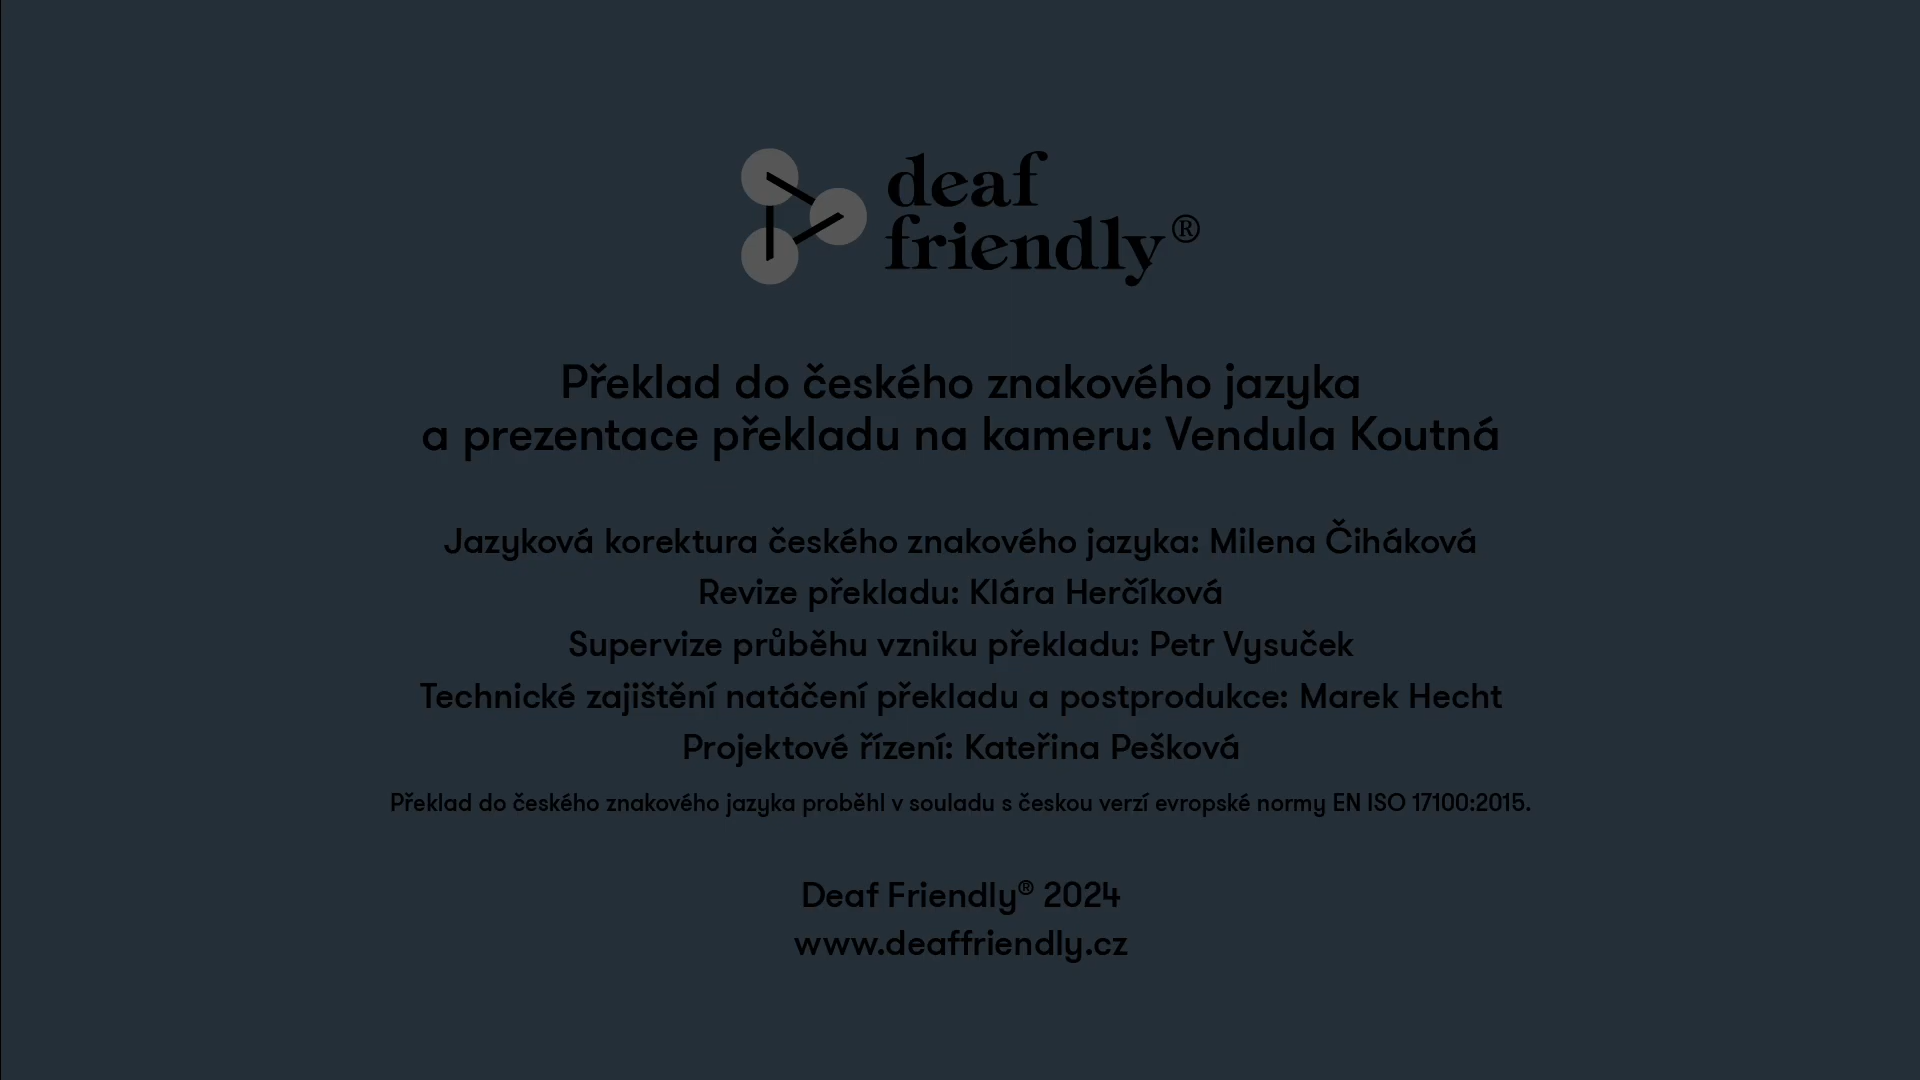 deaf
friendly®
Překlad do českého znakového jazyka
a prezentace překladu na kameru: Vendula Koutná
Jazyková korektura českého znakového jazyka: Milena Čiháková
Revize překladu: Klára Herčíková
Supervize průběhu vzniku překladu: Petr Vysuček
Technické zajištění natáčení překladu a postprodukce: Marek Hecht
Projektové řízení: Kateřina Pešková
Překlad do českého znakového jazyka proběhl v souladu s českou verzí evropské normy EN ISO 17100:2015.
Deaf Friendly® 2024
www.deaffriendly.cz